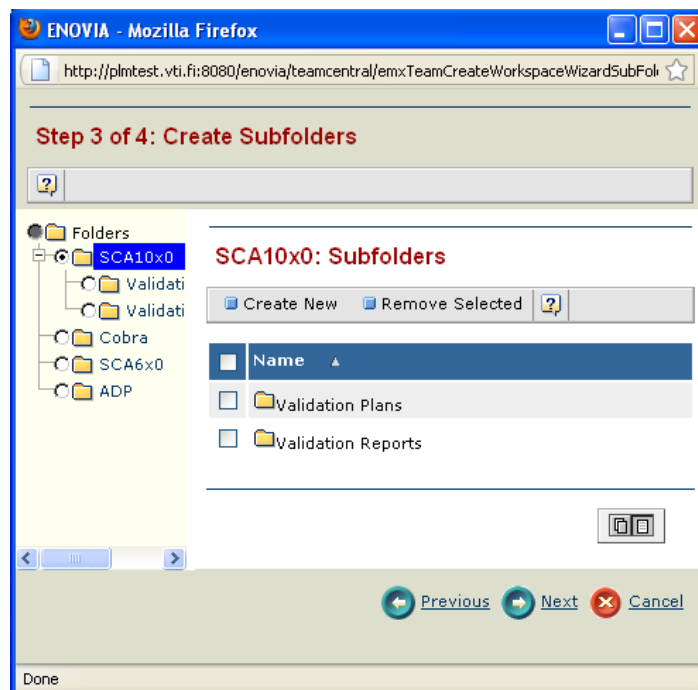 ENOVIA - Mozilla Firefox
http://plmtest.vti.fi:8080/enovia/teamcentral/emxTeamCreateWorkspaceWizardSubFol
Step 3 of 4: Create Subfolders
?
Folders
SCA10x0
Validati
Validati
Cobra
SCA6x0
ADP
SCA10x0: Subfolders
Create New Remove Selected ?
Name
Validation Plans
Validation Reports
Previous Next Cancel
Done